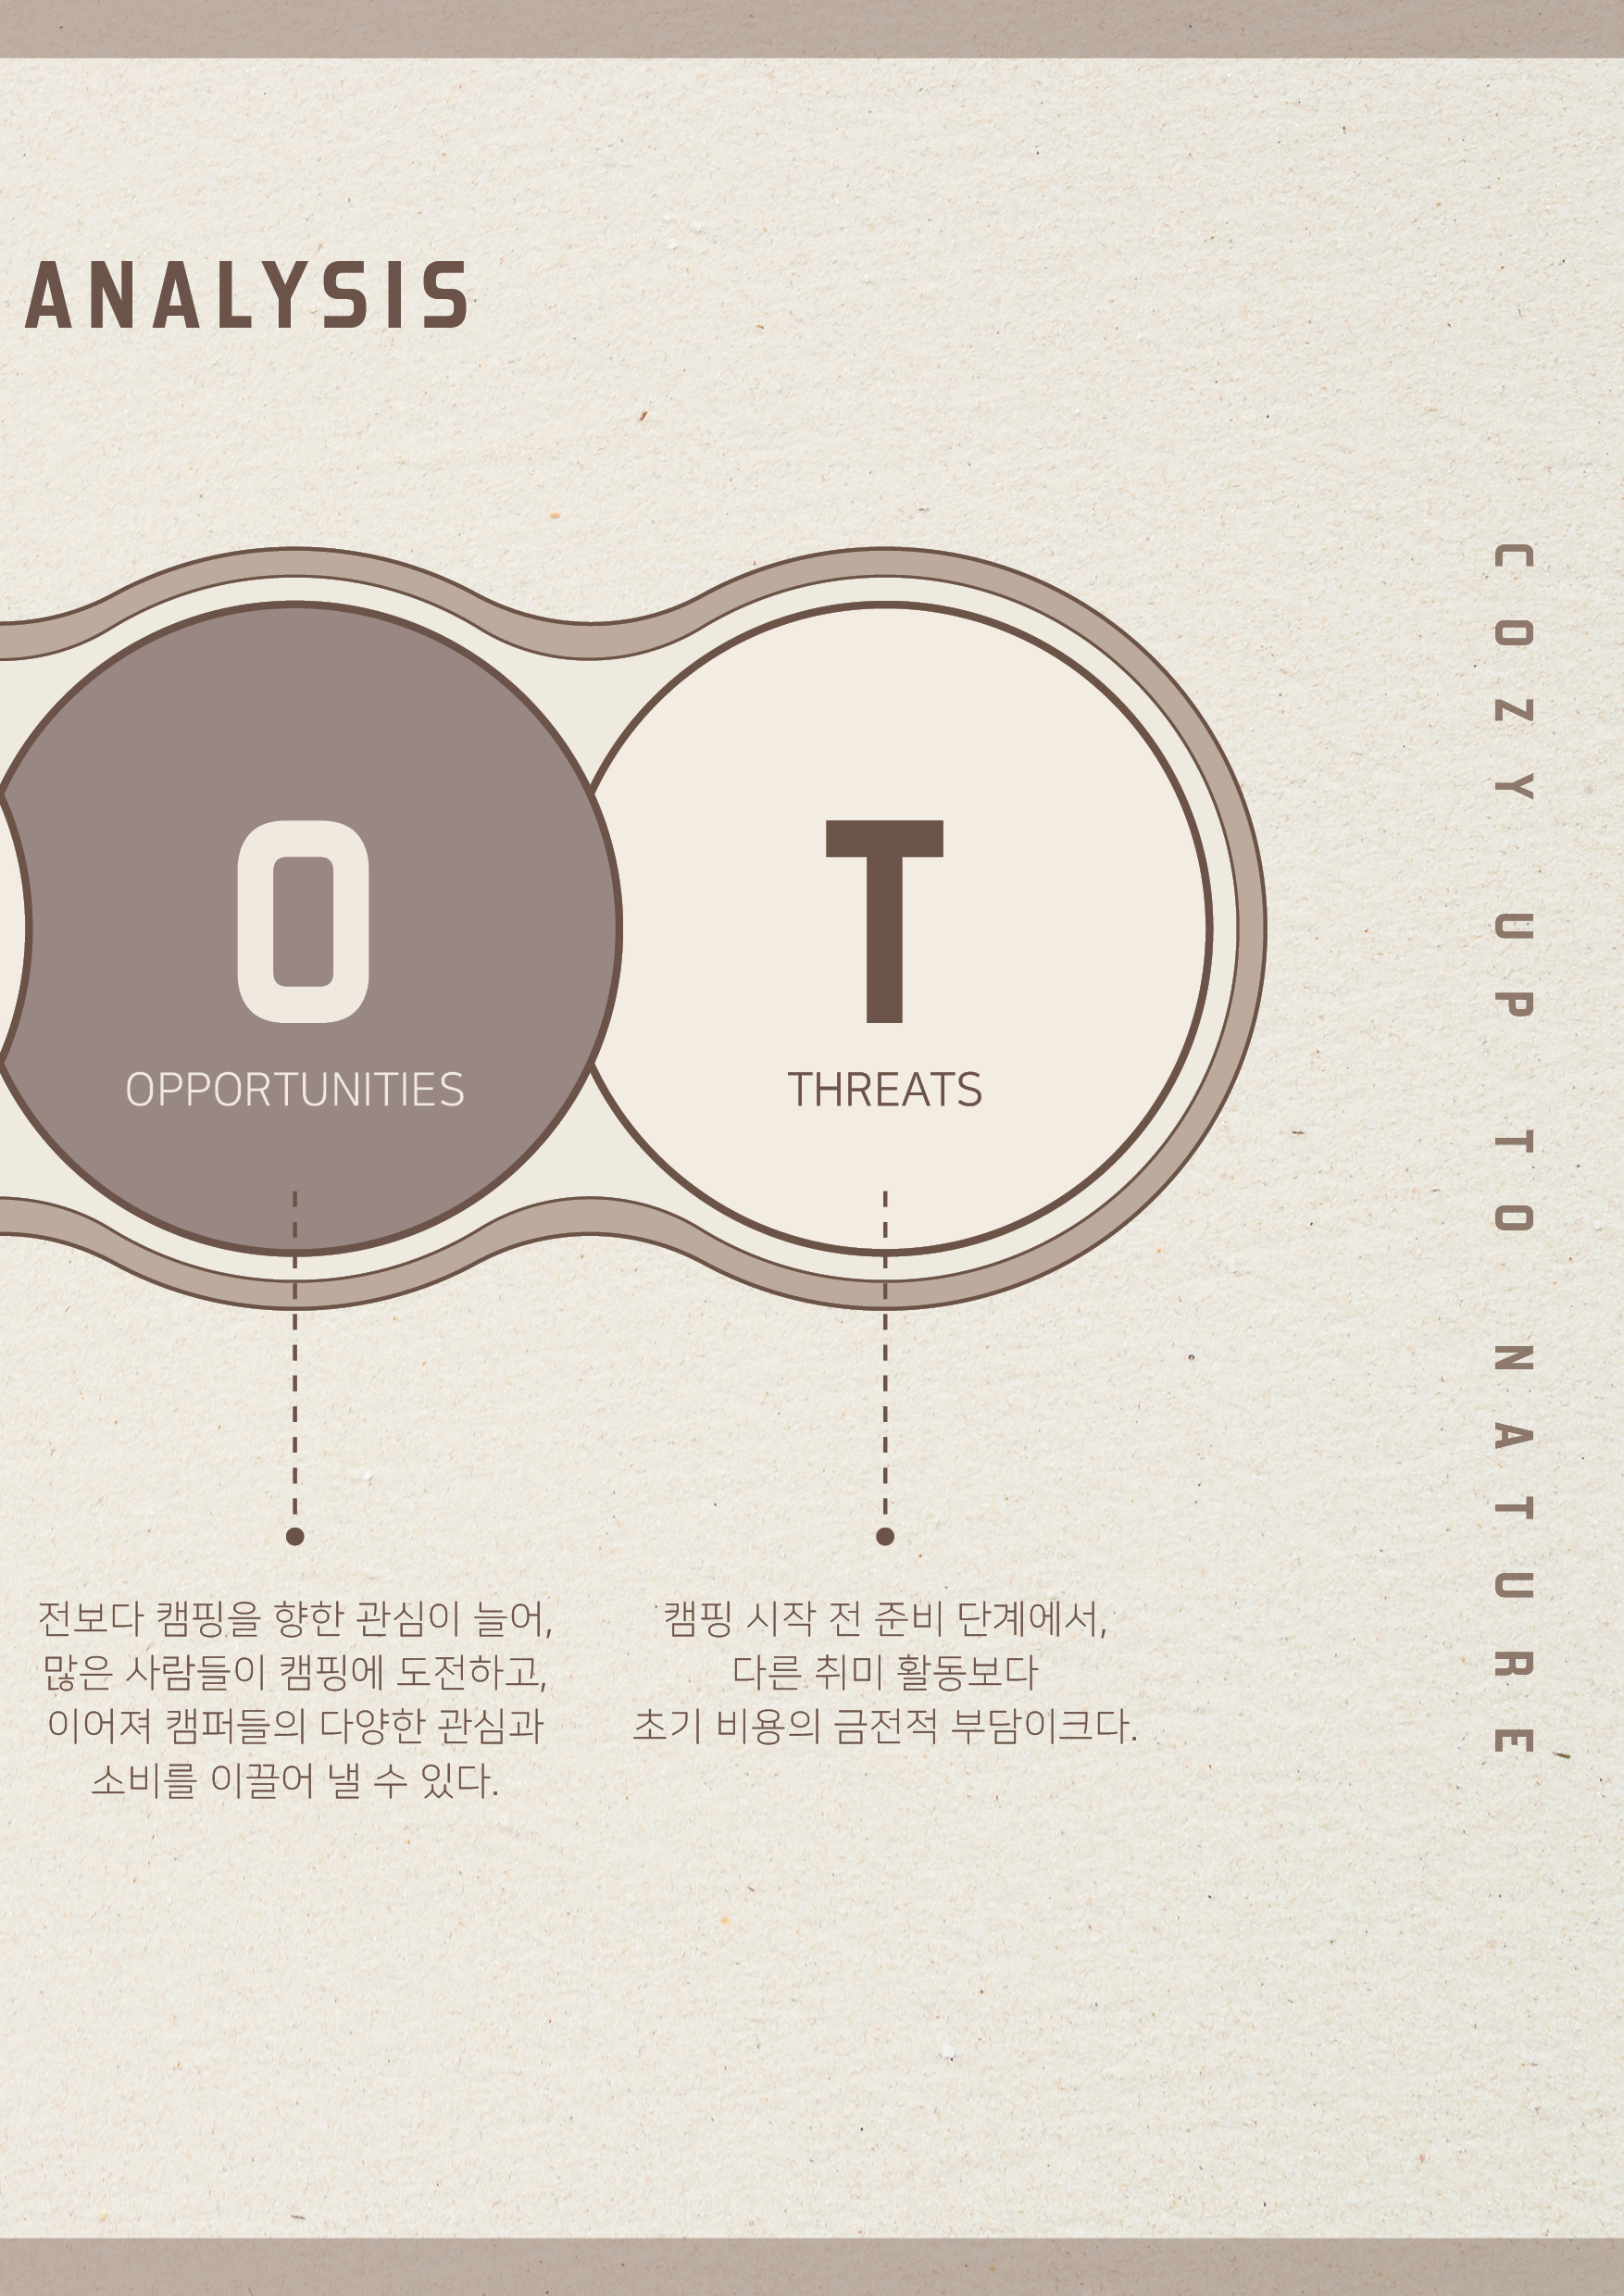 ANALYSIS
O
OPPORTUNITIES
T
THREATS
전보다 캠핑을 향한 관심이 늘어,
많은 사람들이 캠핑에 도전하고,
이어져 캠퍼들의 다양한 관심과
소비를 이끌어 낼 수 있다.
캠핑 시작 전 준비 단계에서,
다른 취미 활동보다
초기 비용의 금전적 부담이크다.
COZY UP TO NATURE